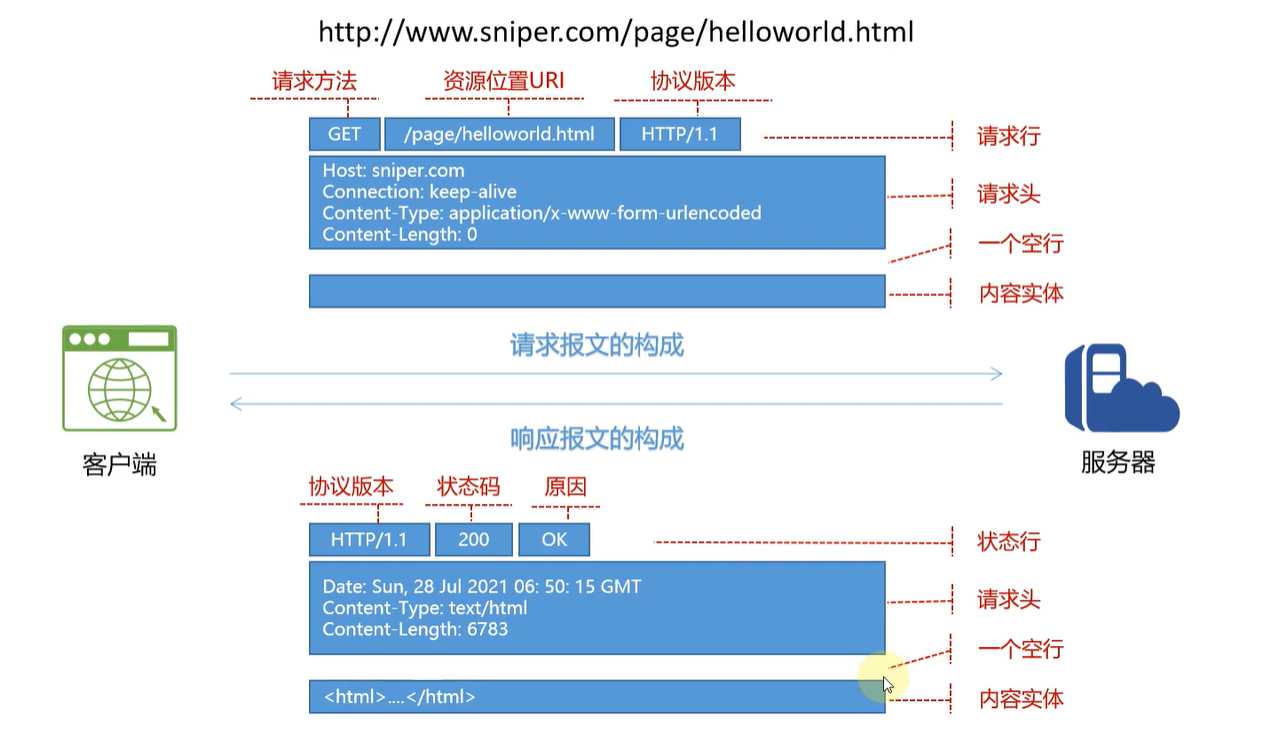 http://www.sniper.com/page/helloworld.html
请求方法 资源位置URI 协议版本
GET /page/helloworld.html HTTP/1.1 请求行
Host: sniper.com
Connection: keep-alive
Content-Type: application/x-www-form-urlencoded
Content-Length: 0
请求头
一个空行
内容实体
请求报文的构成
客户端
服务器
响应报文的构成
协议版本 状态码 原因
HTTP/1.1 200 OK 状态行
Date: Sun, 28 Jul 2021 06: 50: 15 GMT
Content-Type: text/html
Content-Length: 6783
请求头
一个空行
<html>....</html> 内容实体